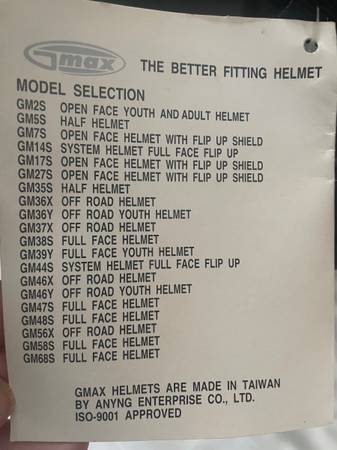 Gmax
THE BETTER FITTING HELMET
MODEL SELECTION
GM2S OPEN FACE YOUTH AND ADULT HELMET
GM5S HALF HELMET
GM7S OPEN FACE HELMET WITH FLIP UP SHIELD
GM14S SYSTEM HELMET FULL FACE FLIP UP
GM17S OPEN FACE HELMET WITH FLIP UP SHIELD
GM27S OPEN FACE HELMET WITH FLIP UP SHIELD
GM35S HALF HELMET
GM36X OFF ROAD HELMET
GM36Y OFF ROAD YOUTH HELMET
GM37X OFF ROAD HELMET
GM38S FULL FACE HELMET
GM39Y FULL FACE YOUTH HELMET
GM44S SYSTEM HELMET FULL FACE FLIP UP
GM46X OFF ROAD HELMET
GM46Y OFF ROAD YOUTH HELMET
GM47S FULL FACE HELMET
GM48S FULL FACE HELMET
GM56X OFF ROAD HELMET
GM58S FULL FACE HELMET
GM68S FULL FACE HELMET
GMAX HELMETS ARE MADE IN TAIWAN
BY ANYNG ENTERPRISE CO., LTD.
ISO-9001 APPROVED